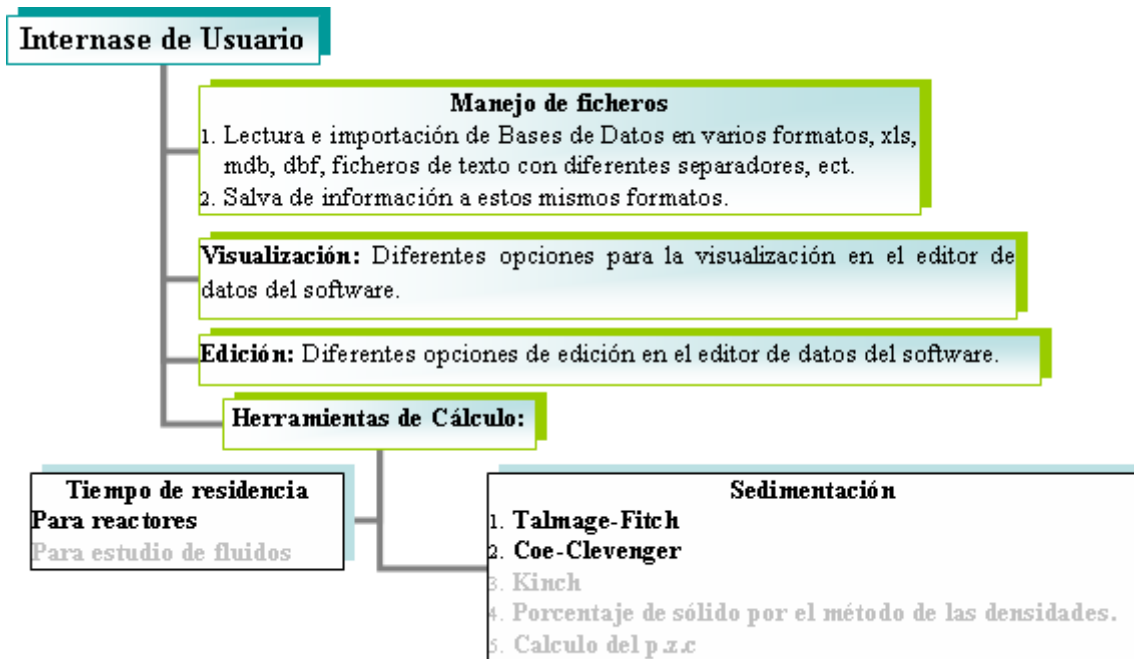 Internase de Usuario
Manejo de ficheros
1. Lectura e importación de Bases de Datos en varios formatos, xls,
mdb, dbf, ficheros de texto con diferentes separadores, ect.
2. Salva de información a estos mismos formatos.
Visualización: Diferentes opciones para la visualización en el editor de
datos del software.
Edición: Diferentes opciones de edición en el editor de datos del software.
Herramientas de Cálculo:
Tiempo de residencia
Para reactores
Para estudio de fluidos
Sedimentación
1. Talmage-Fitch
2. Coe-Clevenger
3. Kinch
4. Porcentaje de sólido por el método de las densidades.
5. Calculo del p.z.c